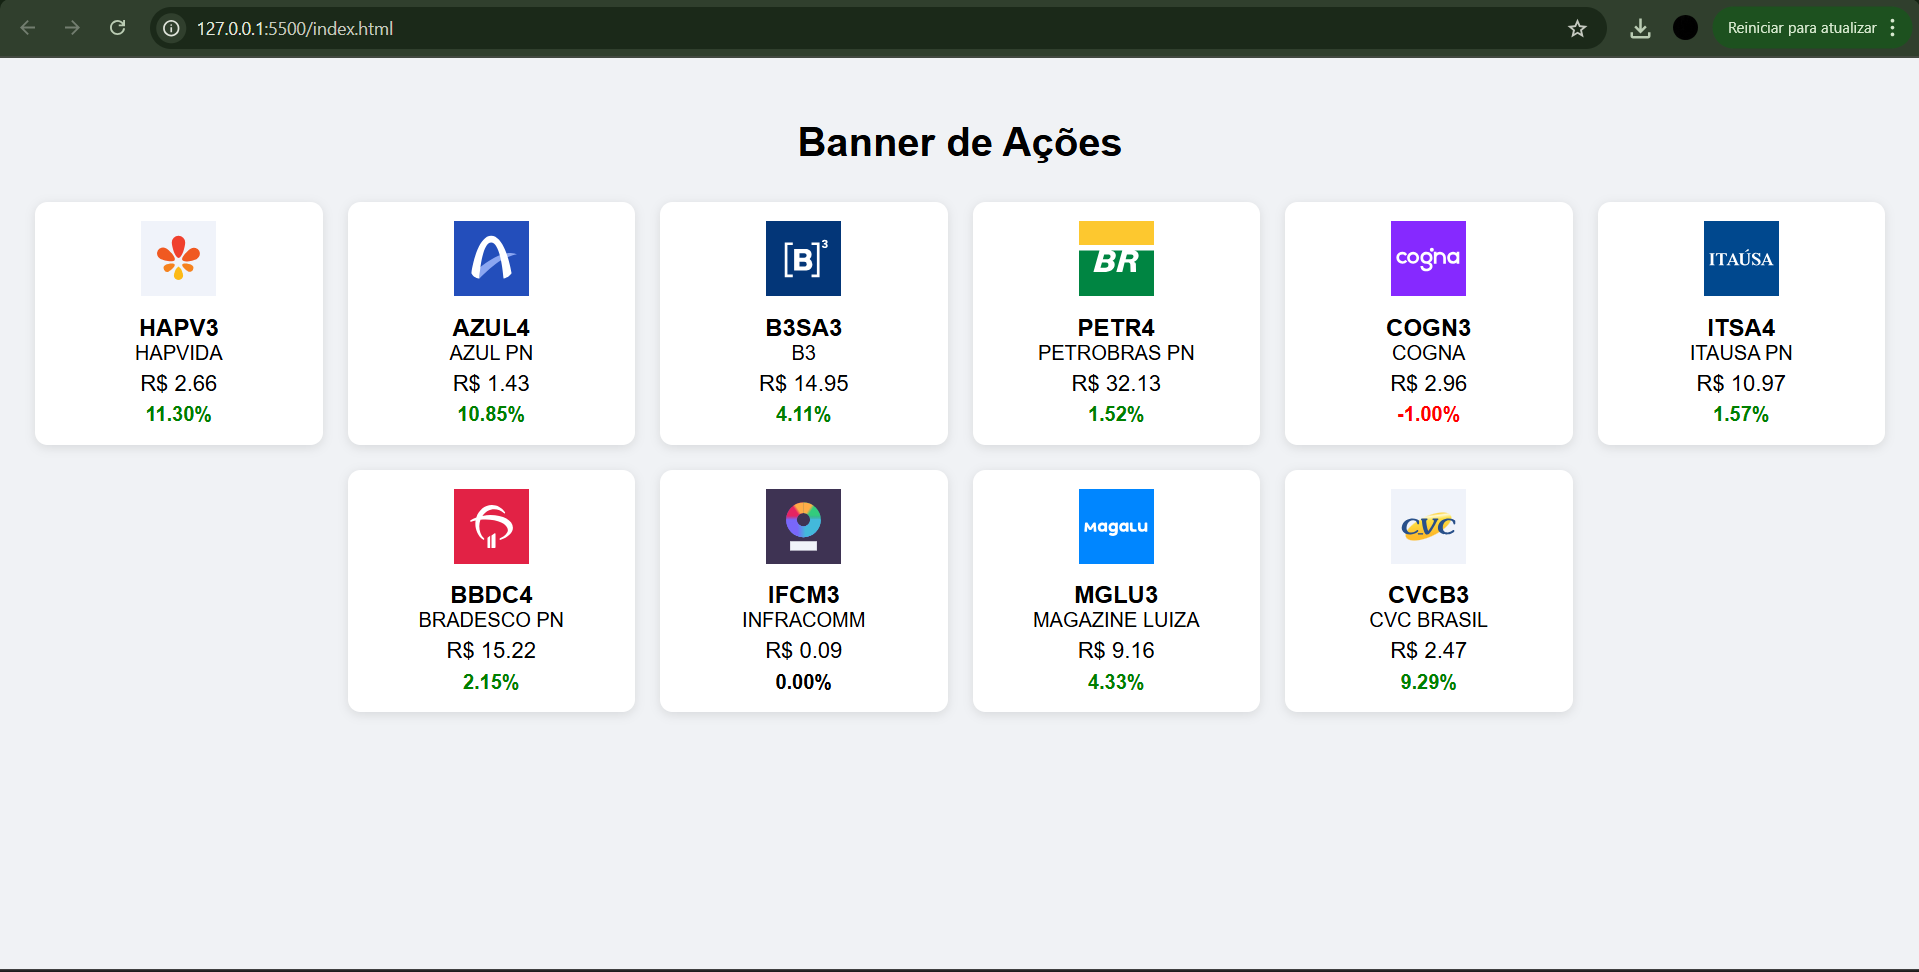 127.0.0.1:5500/index.html
Reiniciar para atualizar
Banner de Ações
HAPV3
HAPVIDA
R$ 2.66
11.30%
AZUL4
AZUL PN
R$ 1.43
10.85%
[B]³
B3SA3
B3
R$ 14.95
4.11%
BR
PETR4
PETROBRAS PN
R$ 32.13
1.52%
cogna
COGN3
COGNA
R$ 2.96
-1.00%
ITAÚSA
ITSA4
ITAUSA PN
R$ 10.97
1.57%
BBDC4
BRADESCO PN
R$ 15.22
2.15%
IFCM3
INFRACOMM
R$ 0.09
0.00%
Magalu
MGLU3
MAGAZINE LUIZA
R$ 9.16
4.33%
CVC
CVCB3
CVC BRASIL
R$ 2.47
9.29%